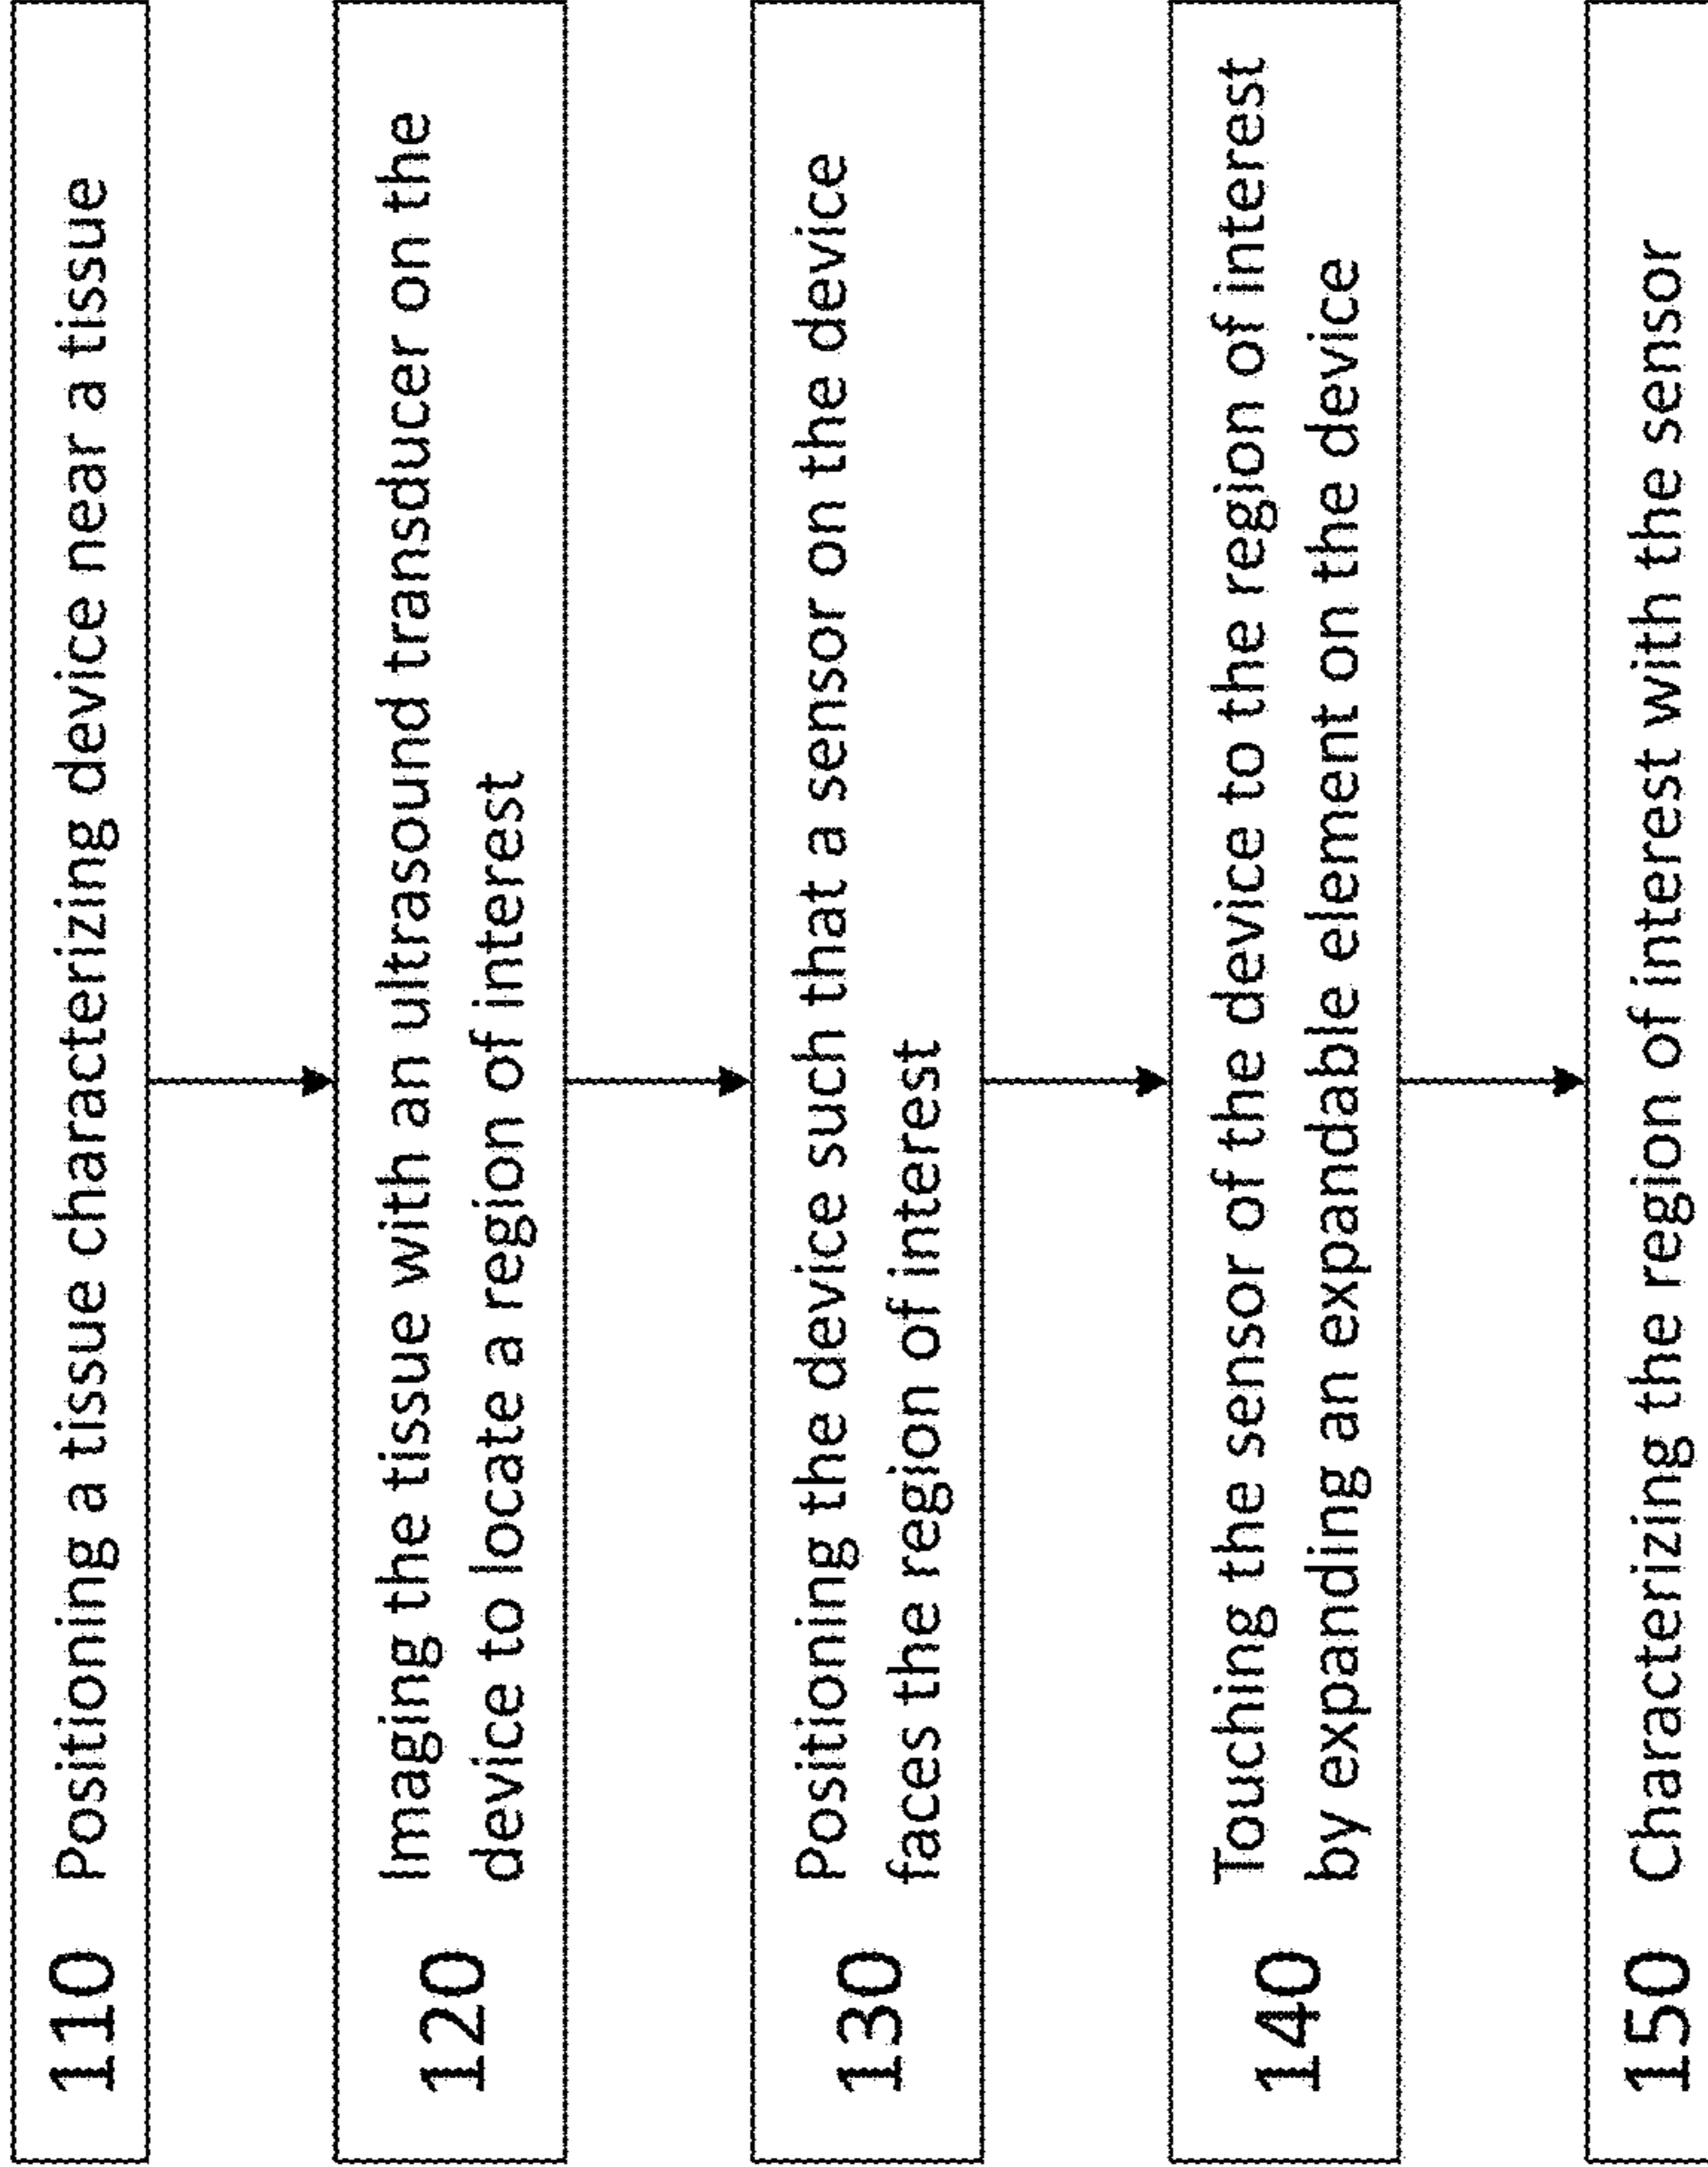 110 Positioning a tissue characterizing device near a tissue
120 Imaging the tissue with an ultrasound transducer on the
device to locate a region of interest
130 Positioning the device such that a sensor on the device
faces the region of interest
140 Touching the sensor of the device to the region of interest
by expanding an expandable element on the device
150 Characterizing the region of interest with the sensor